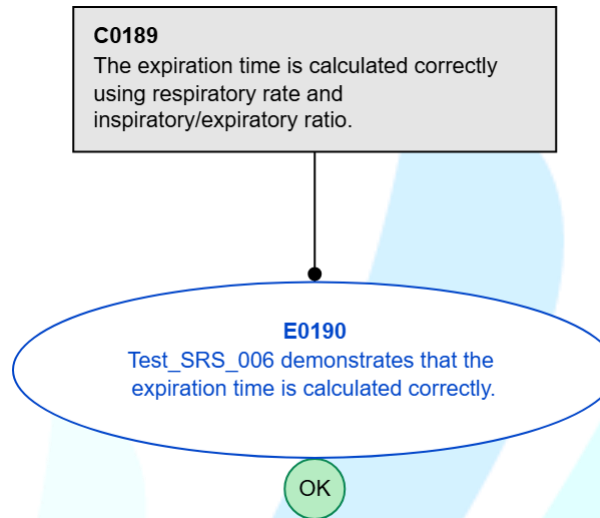 C0189
The expiration time is calculated correctly
using respiratory rate and
inspiratory/expiratory ratio.
E0190
Test_SRS_006 demonstrates that the
expiration time is calculated correctly.
OK